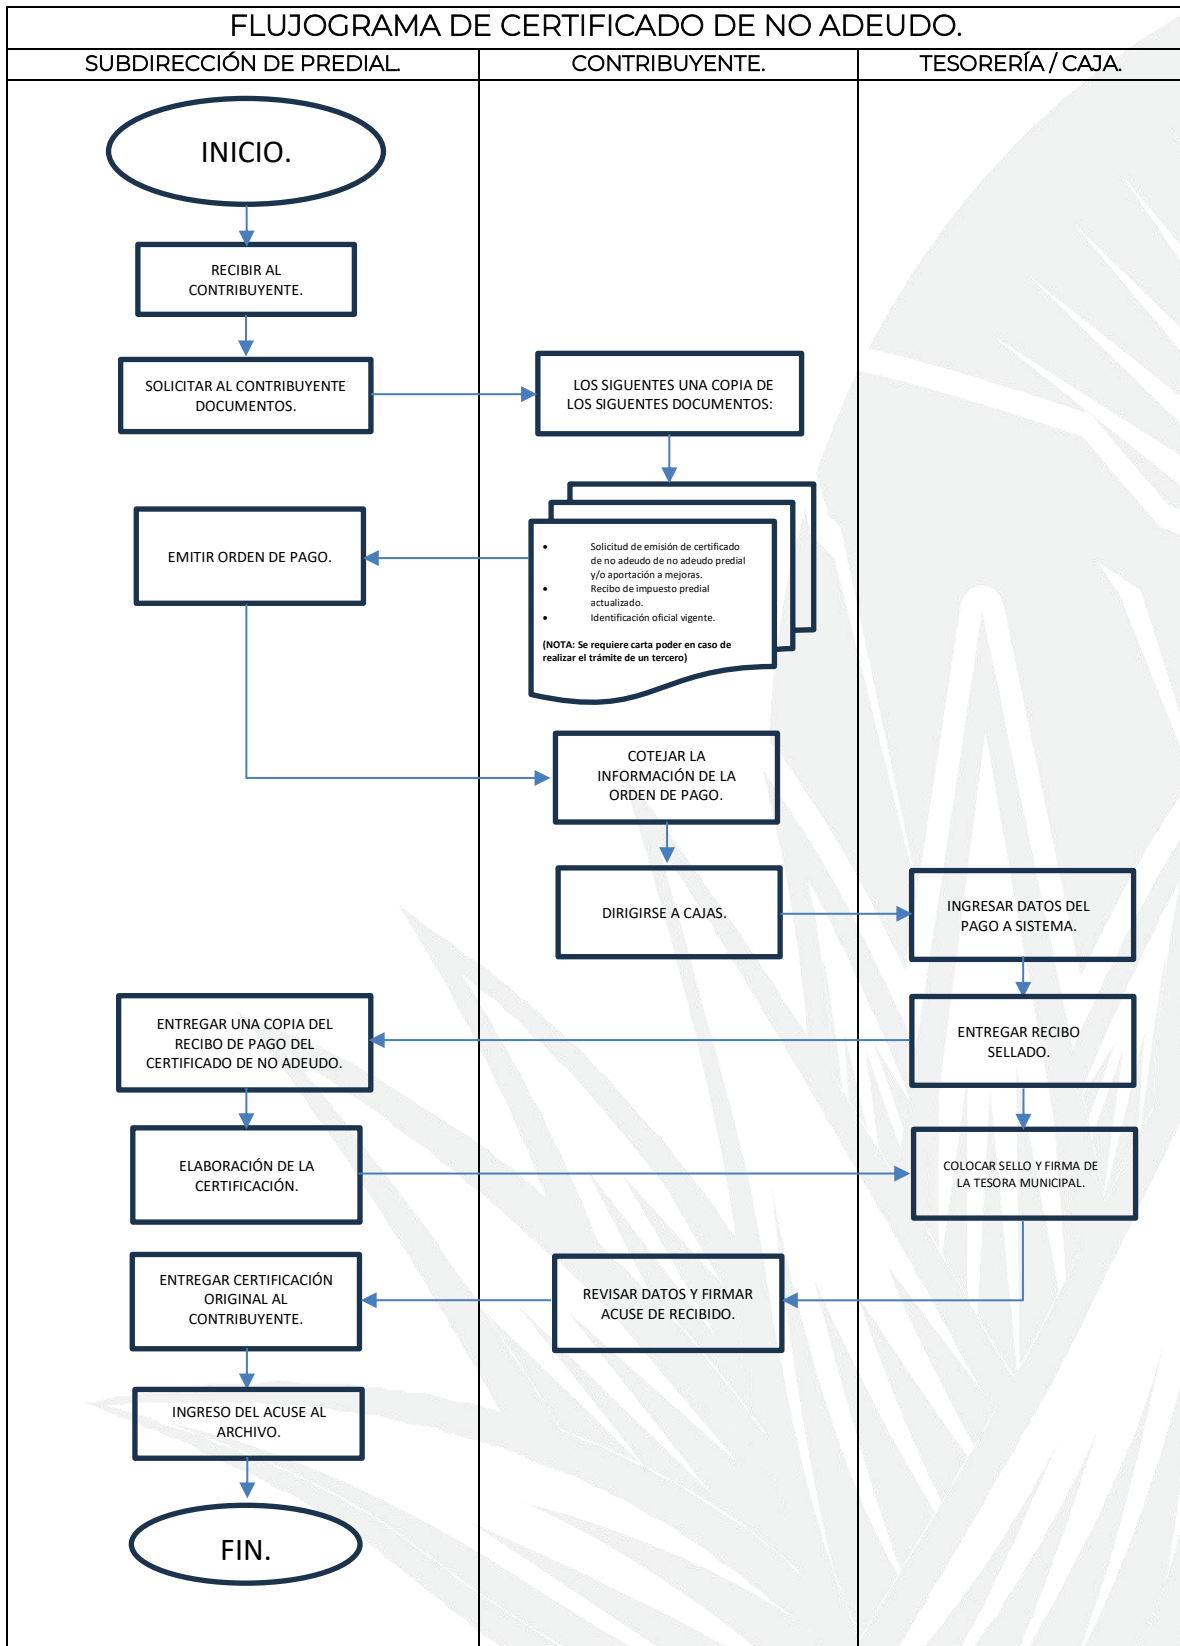 FLUJOGRAMA DE CERTIFICADO DE NO ADEUDO.
SUBDIRECCIÓN DE PREDIAL.
CONTRIBUYENTE.
TESORERÍA / CAJA.
INICIO.
RECIBIR AL
CONTRIBUYENTE.
SOLICITAR AL CONTRIBUYENTE
DOCUMENTOS.
LOS SIGUENTES UNA COPIA DE
LOS SIGUENTES DOCUMENTOS:
• Solicitud de emisión de certificado
de no adeudo de no adeudo predial
y/o aportación a mejoras.
• Recibo de impuesto predial
actualizado.
• Identificación oficial vigente.
(NOTA: Se requiere carta poder en caso de
realizar el trámite de un tercero)
EMITIR ORDEN DE PAGO.
COTEJAR LA
INFORMACIÓN DE LA
ORDEN DE PAGO.
DIRIGIRSE A CAJAS.
INGRESAR DATOS DEL
PAGO A SISTEMA.
ENTREGAR RECIBO
SELLADO.
ENTREGAR UNA COPIA DEL
RECIBO DE PAGO DEL
CERTIFICADO DE NO ADEUDO.
ELABORACIÓN DE LA
CERTIFICACIÓN.
COLOCAR SELLO Y FIRMA DE
LA TESORA MUNICIPAL.
REVISAR DATOS Y FIRMAR
ACUSE DE RECIBIDO.
ENTREGAR CERTIFICACIÓN
ORIGINAL AL
CONTRIBUYENTE.
INGRESO DEL ACUSE AL
ARCHIVO.
FIN.